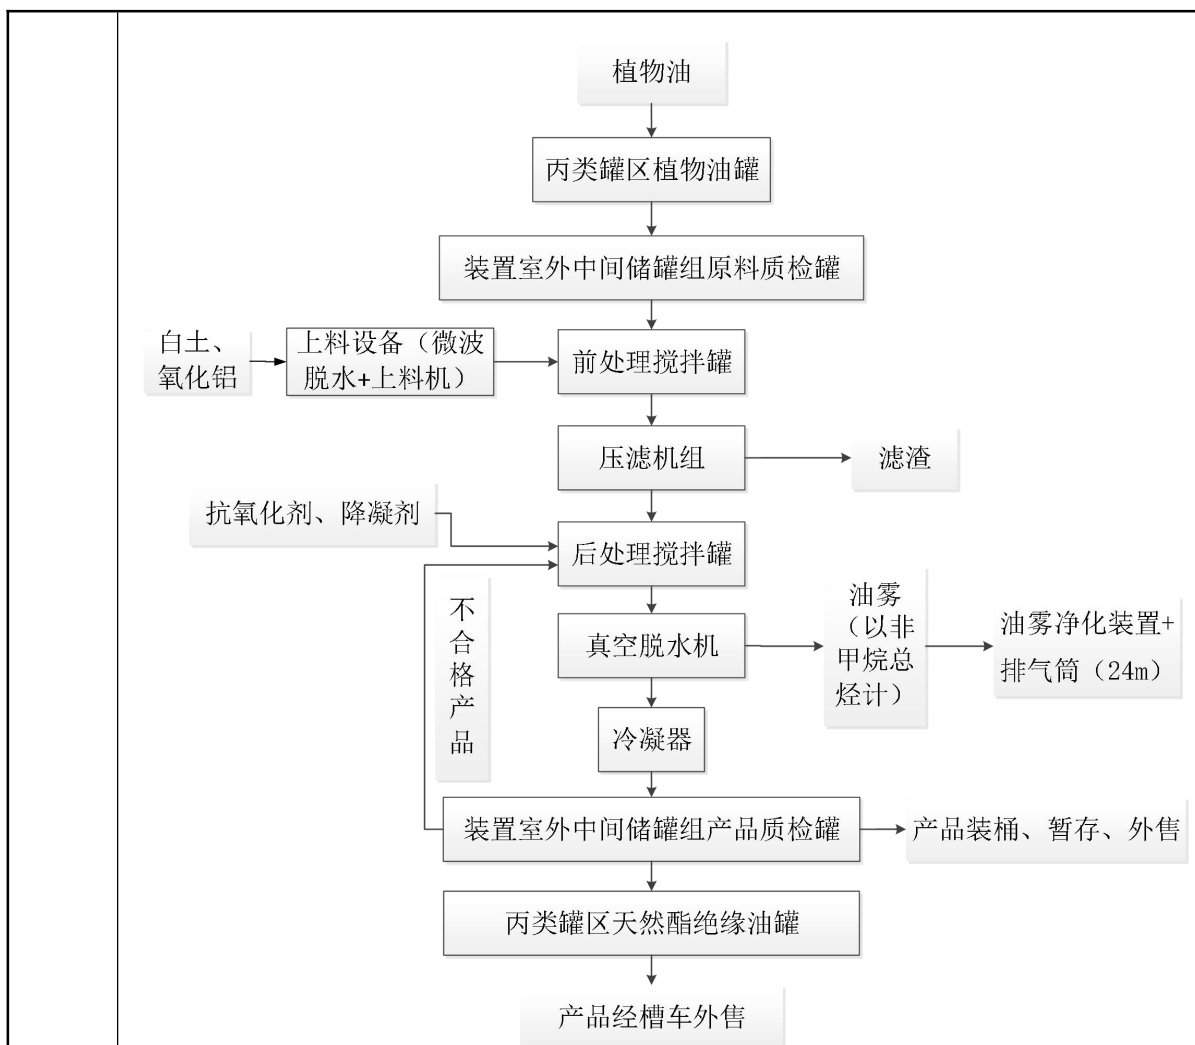 植物油
丙类罐区植物油罐
装置室外中间储罐组原料质检罐
白土、
氧化铝
上料设备（微波
脱水+上料机）
前处理搅拌罐
压滤机组
滤渣
抗氧化剂、降凝剂
后处理搅拌罐
不
合
格
产
品
真空脱水机
油雾
（以非
甲烷总
烃计）
油雾净化装置+
排气筒（24m）
冷凝器
装置室外中间储罐组产品质检罐
产品装桶、暂存、外售
丙类罐区天然酯绝缘油罐
产品经槽车外售